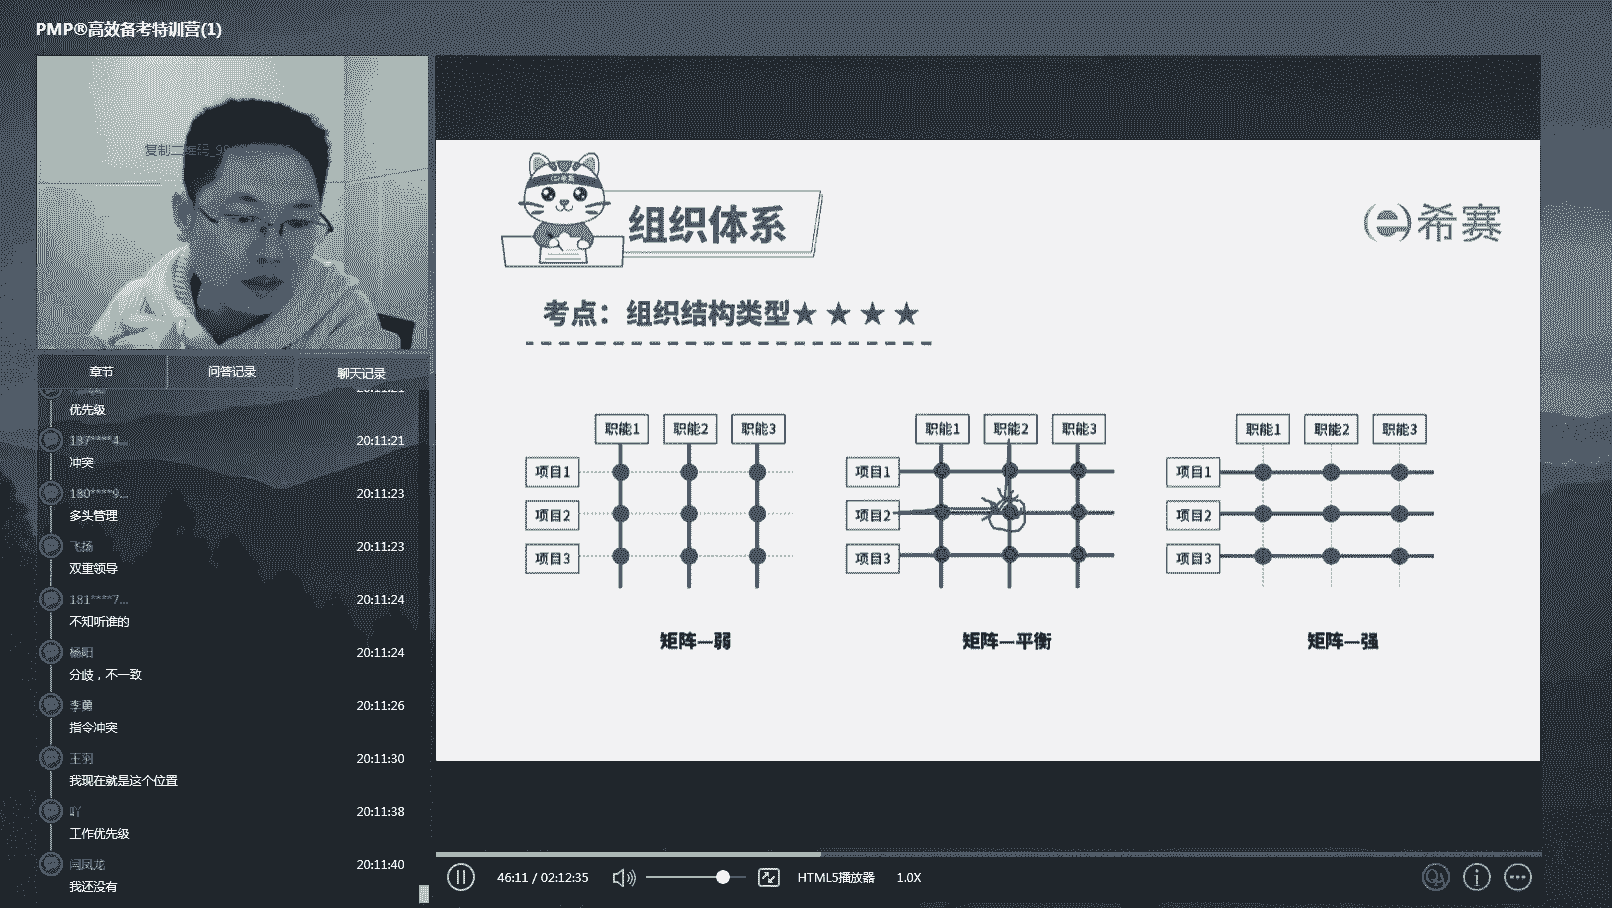 PMP®高效备考特训营(1)
复制二维码_9
章节
问答记录
聊天记录
优先级
187****4...
20:11:21
冲突
180****9...
20:11:23
多头管理
飞扬
20:11:23
双重领导
181****7...
20:11:24
不知听谁的
杨阳
20:11:24
分歧，不一致
李勇
20:11:26
指令冲突
王羽
20:11:30
我现在就是这个位置
吖
20:11:38
工作优先级
闫凤龙
20:11:40
我还没有
组织体系
希赛
考点：组织结构类型★★★★
职能1 职能2 职能3
项目1
项目2
项目3
矩阵—弱
职能1 职能2 职能3
项目1
项目2
项目3
矩阵—平衡
职能1 职能2 职能3
项目1
项目2
项目3
矩阵—强
46:11 / 02:12:35
HTML5播放器
1.0X